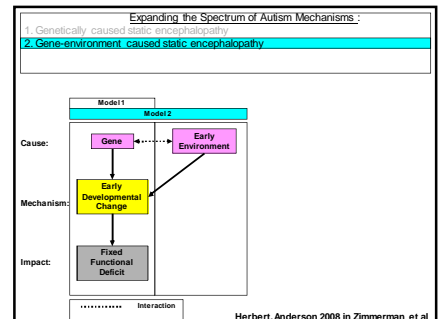 Expanding the Spectrum of Autism Mechanisms :
1. Genetically caused static encephalopathy
2. Gene-environment caused static encephalopathy
Model 1
Model 2
Cause:
Gene
Early
Environment
Mechanism:
Early
Developmental
Change
Impact:
Fixed
Functional
Deficit
Interaction
Herbert, Anderson 2008 in Zimmerman et al